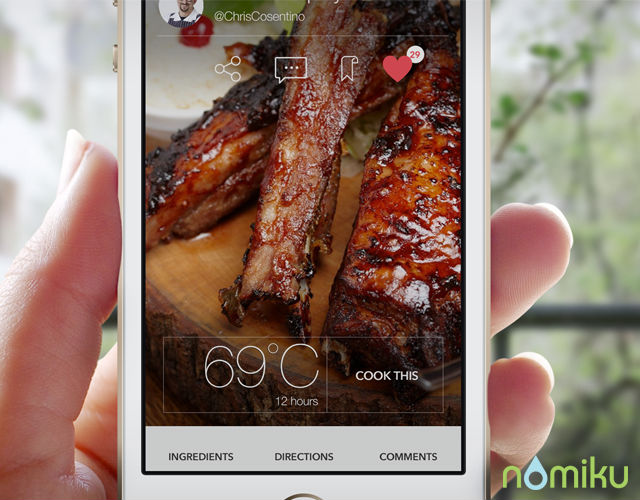 @ChrisCosentino
29
69°C
12 hours
COOK THIS
INGREDIENTS
DIRECTIONS
COMMENTS
nomiku